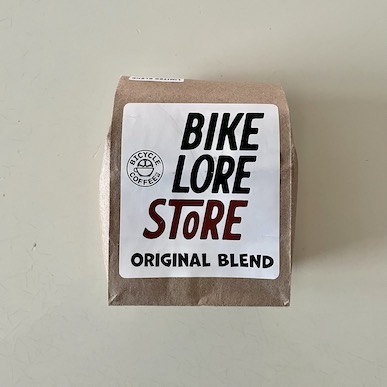 BIKE
LORE
STORE
BICYCLE
COFFEE
ORIGINAL BLEND